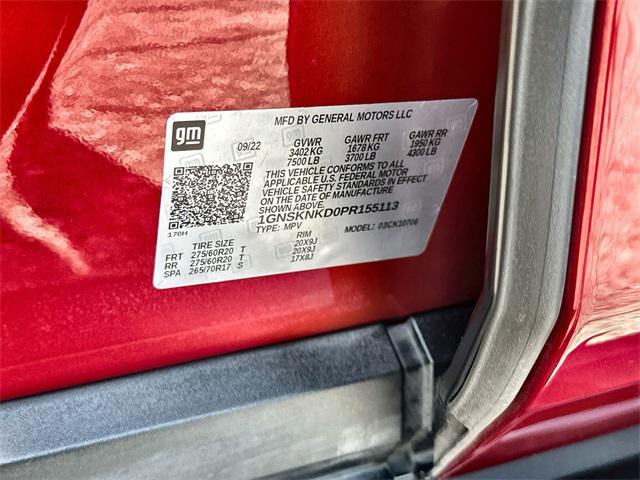 MFD BY GENERAL MOTORS LLC
gm
09/22 GVWR GAWR FRT GAWR RR
3402 KG 1678 KG 1950 KG
7500 LB 3700 LB 4300 LB
THIS VEHICLE CONFORMS TO ALL
APPLICABLE U.S. FEDERAL MOTOR
VEHICLE SAFETY STANDARDS IN EFFECT
ON THE DATE OF MANUFACTURE
SHOWN ABOVE.
1GNSKNKD0PR155113
170H
TYPE: MPV MODEL: 03CK10706
TIRE SIZE RIM
FRT 275/60R20 T 20X9J
RR 275/60R20 T 20X9J
SPA 265/70R17 S 17X8J